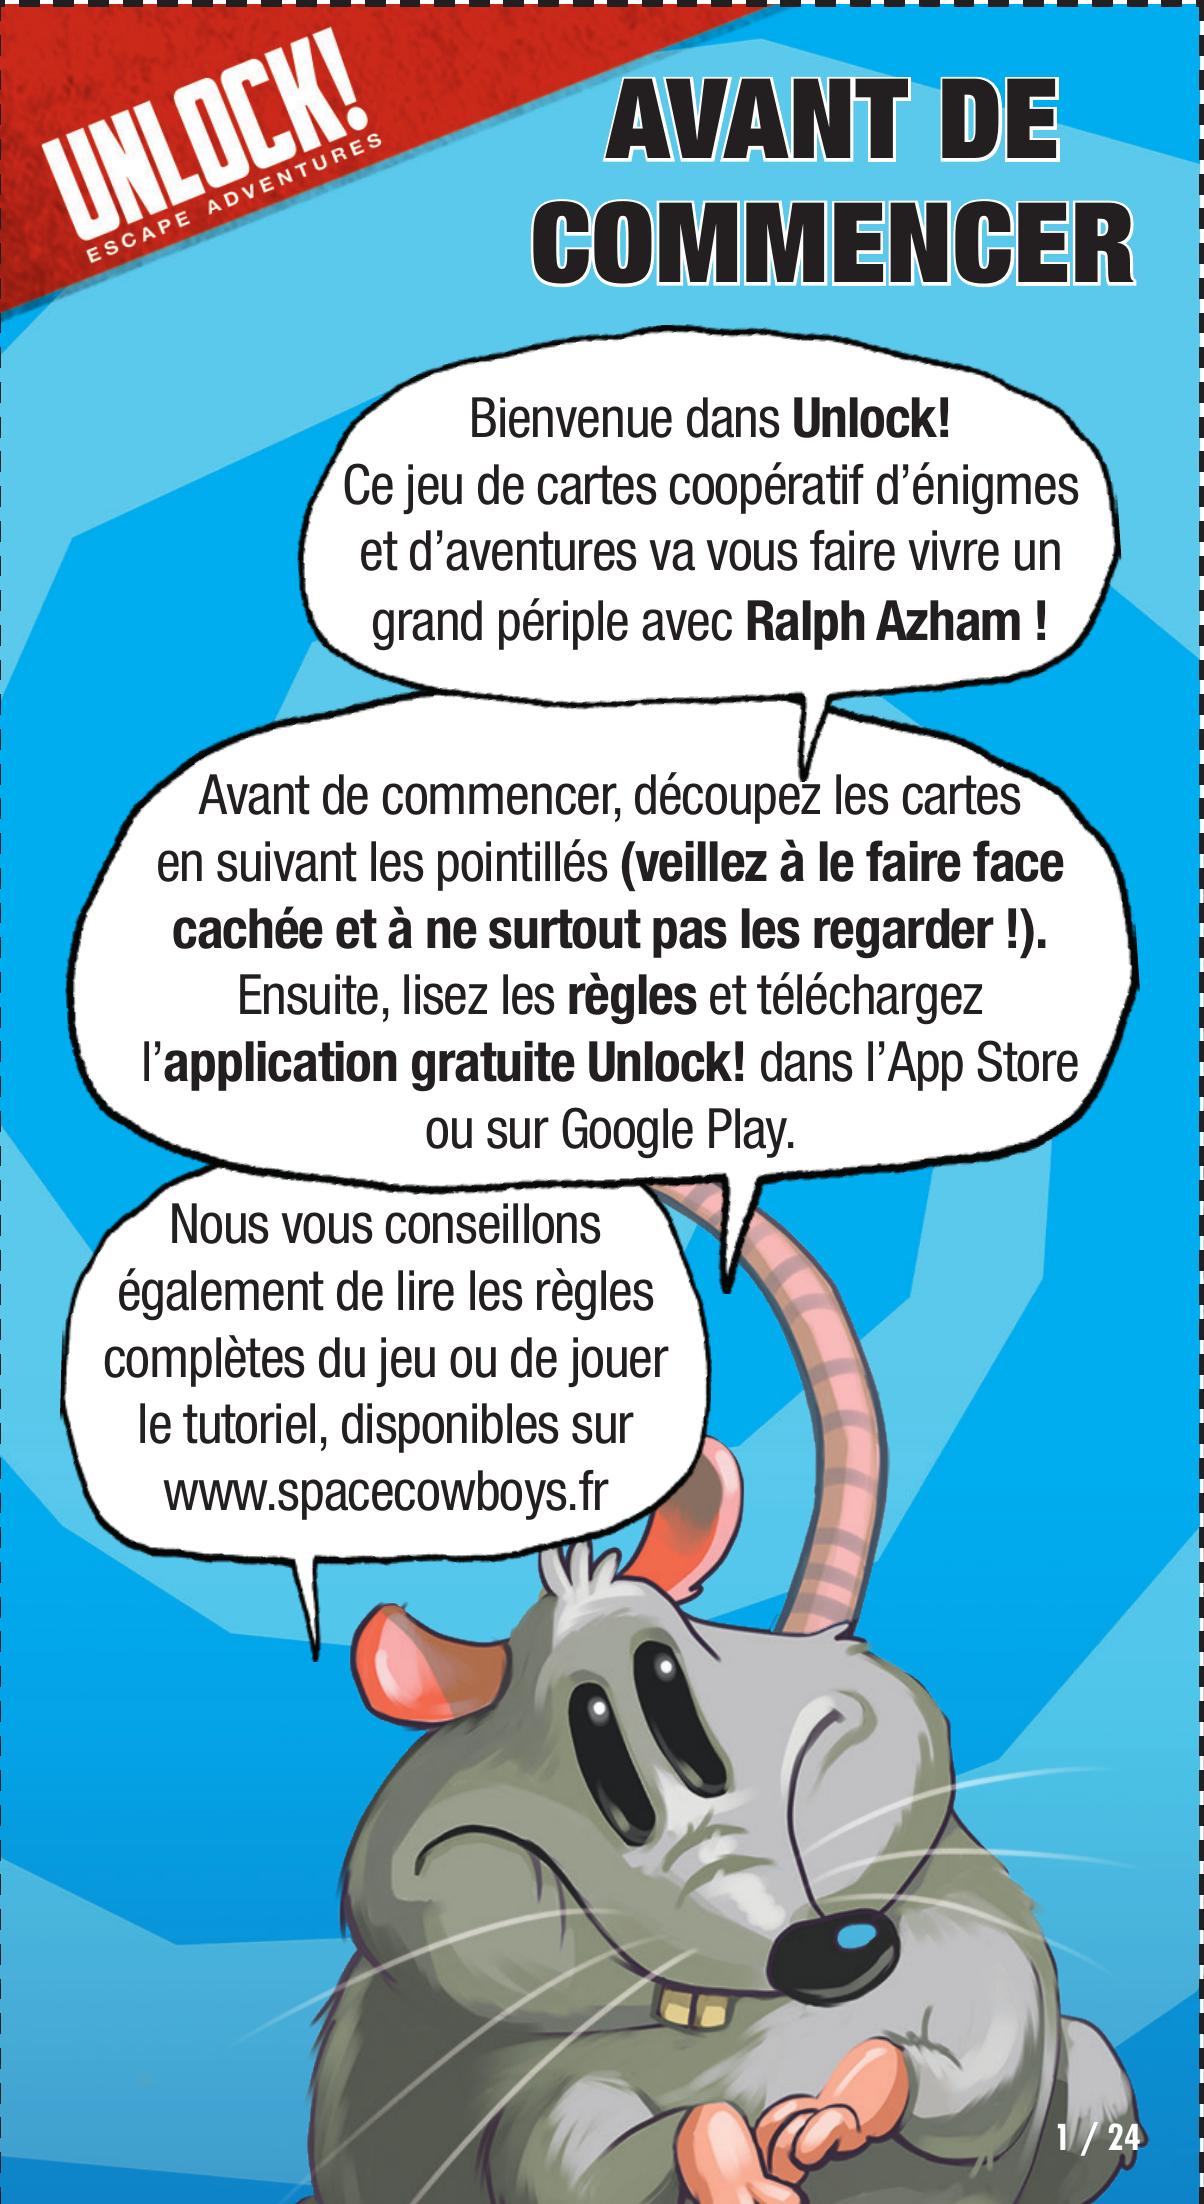 UNLOCK!
ESCAPE ADVENTURES
AVANT DE
COMMENCER
Bienvenue dans Unlock!
Ce jeu de cartes coopératif d’énigmes
et d’aventures va vous faire vivre un
grand périple avec Ralph Azham !
Avant de commencer, découpez les cartes
en suivant les pointillés (veillez à le faire face
cachée et à ne surtout pas les regarder !).
Ensuite, lisez les règles et téléchargez
l’application gratuite Unlock! dans l’App Store
ou sur Google Play.
Nous vous conseillons
également de lire les règles
complètes du jeu ou de jouer
le tutoriel, disponibles sur
www.spacecowboys.fr
1 / 24